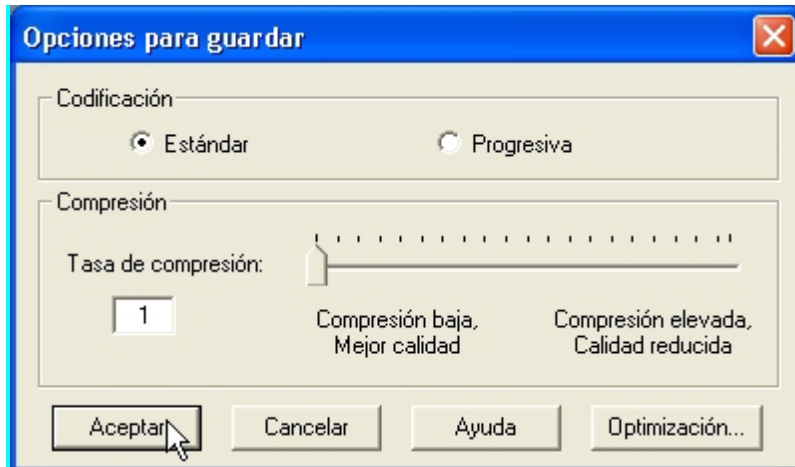 Opciones para guardar
Codificación
Estándar
Progresiva
Compresión
Tasa de compresión:
1
Compresión baja,
Mejor calidad
Compresión elevada,
Calidad reducida
Aceptar
Cancelar
Ayuda
Optimización...